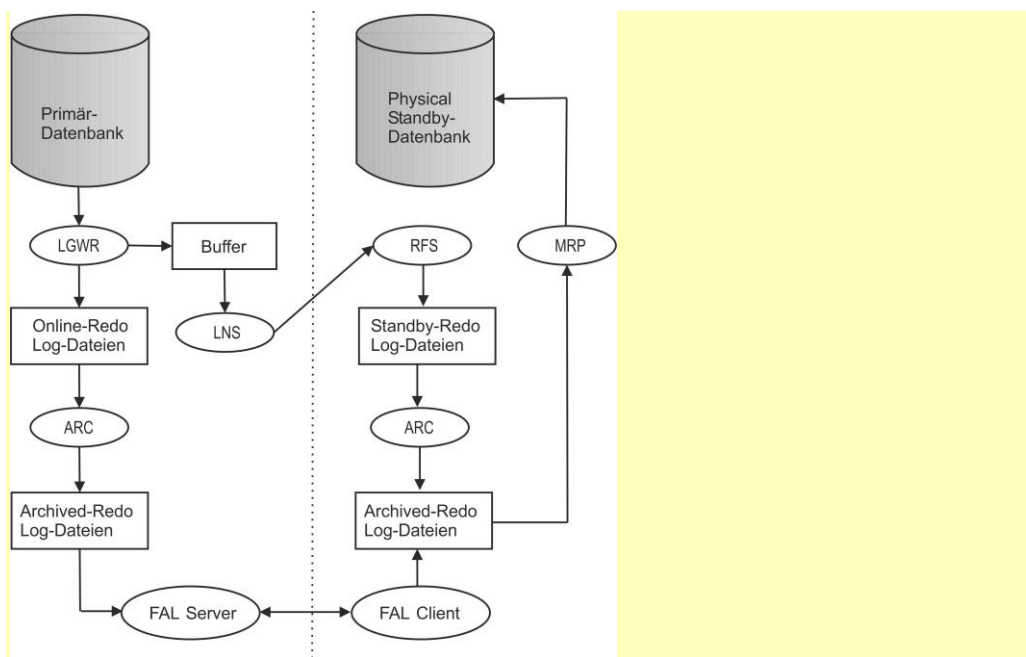 Primär-
Datenbank
Physical
Standby-
Datenbank
LGWR
Buffer
RFS
MRP
Online-Redo
Log-Dateien
LNS
Standby-Redo
Log-Dateien
ARC
ARC
Archived-Redo
Log-Dateien
Archived-Redo
Log-Dateien
FAL Server
FAL Client